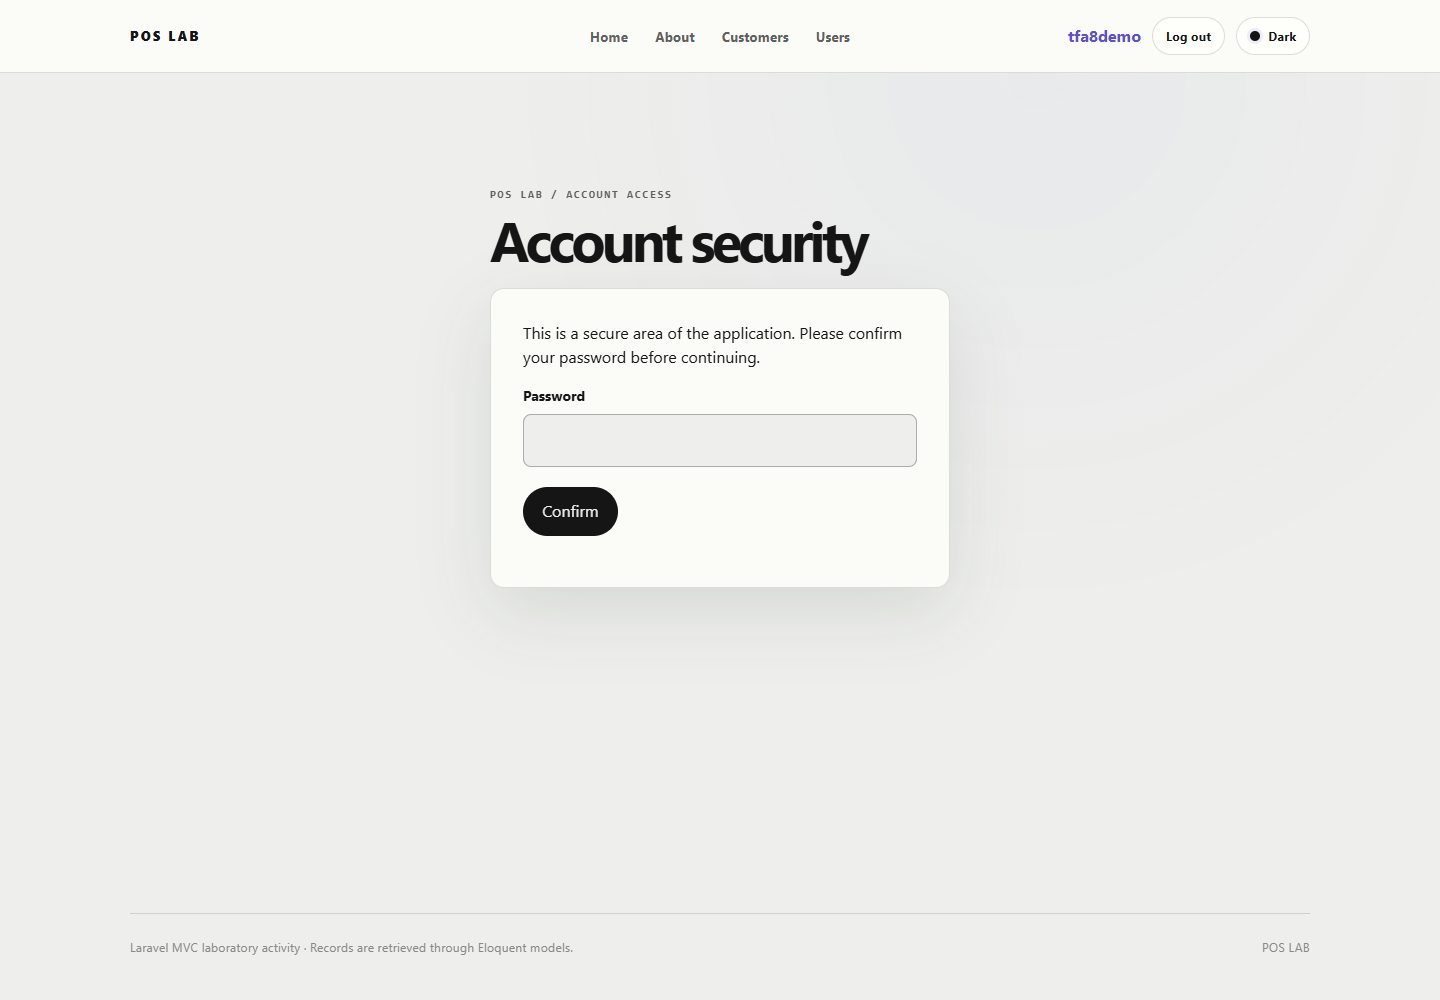 POS LAB
Home About Customers Users
tfa8demo Log out Dark
POS LAB / ACCOUNT ACCESS
Account security
This is a secure area of the application. Please confirm
your password before continuing.
Password
Confirm
Laravel MVC laboratory activity · Records are retrieved through Eloquent models.
POS LAB